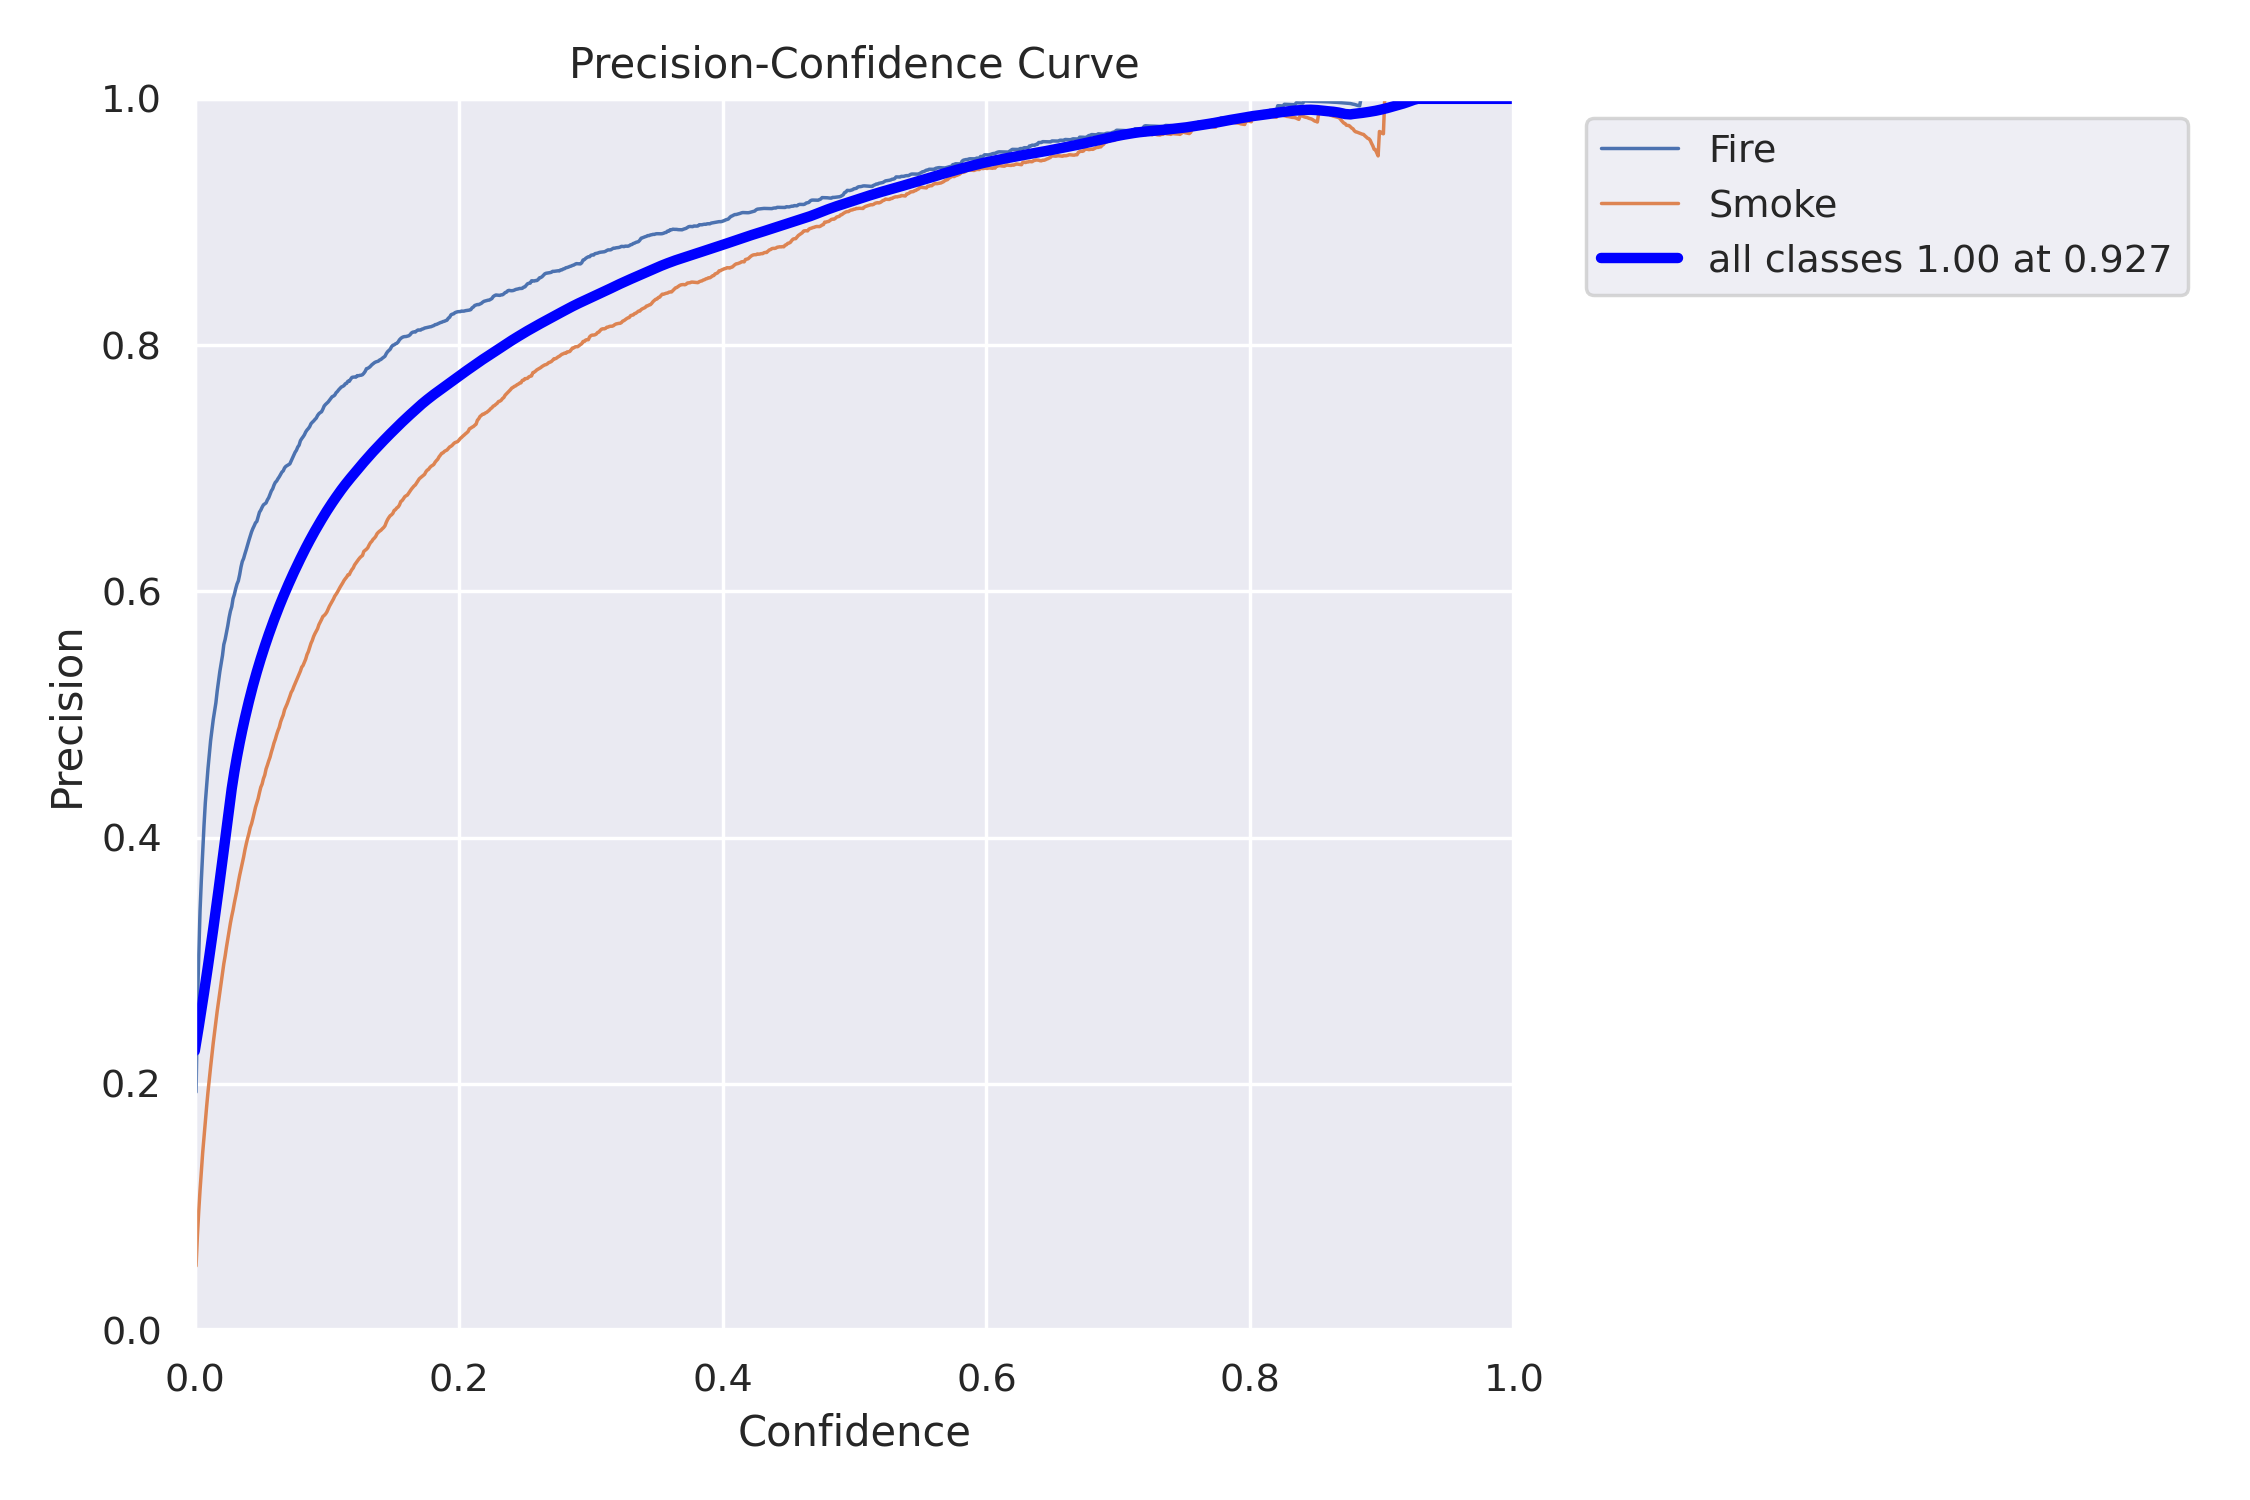 Precision-Confidence Curve
1.0
0.8
0.6
0.4
0.2
0.0
Precision
0.0 0.2 0.4 0.6 0.8 1.0
Confidence
Fire
Smoke
all classes 1.00 at 0.927